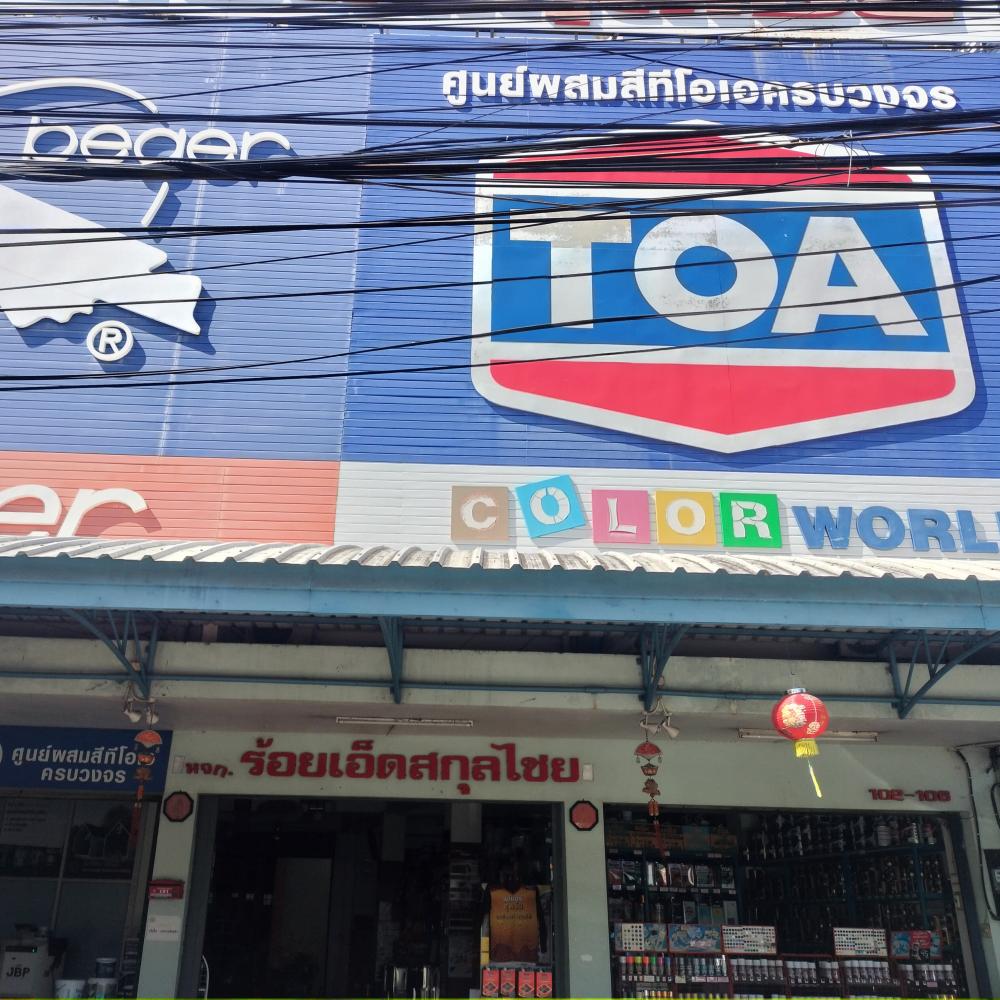 ศูนย์ผสมสีทีโอเอครบวงจร
beger
TOA
®
er
COLOR WORL
ศูนย์ผสมสีทีโอ
ครบวงจร
หจก. ร้อยเอ็ดสกุลไชย
102-106
JBP